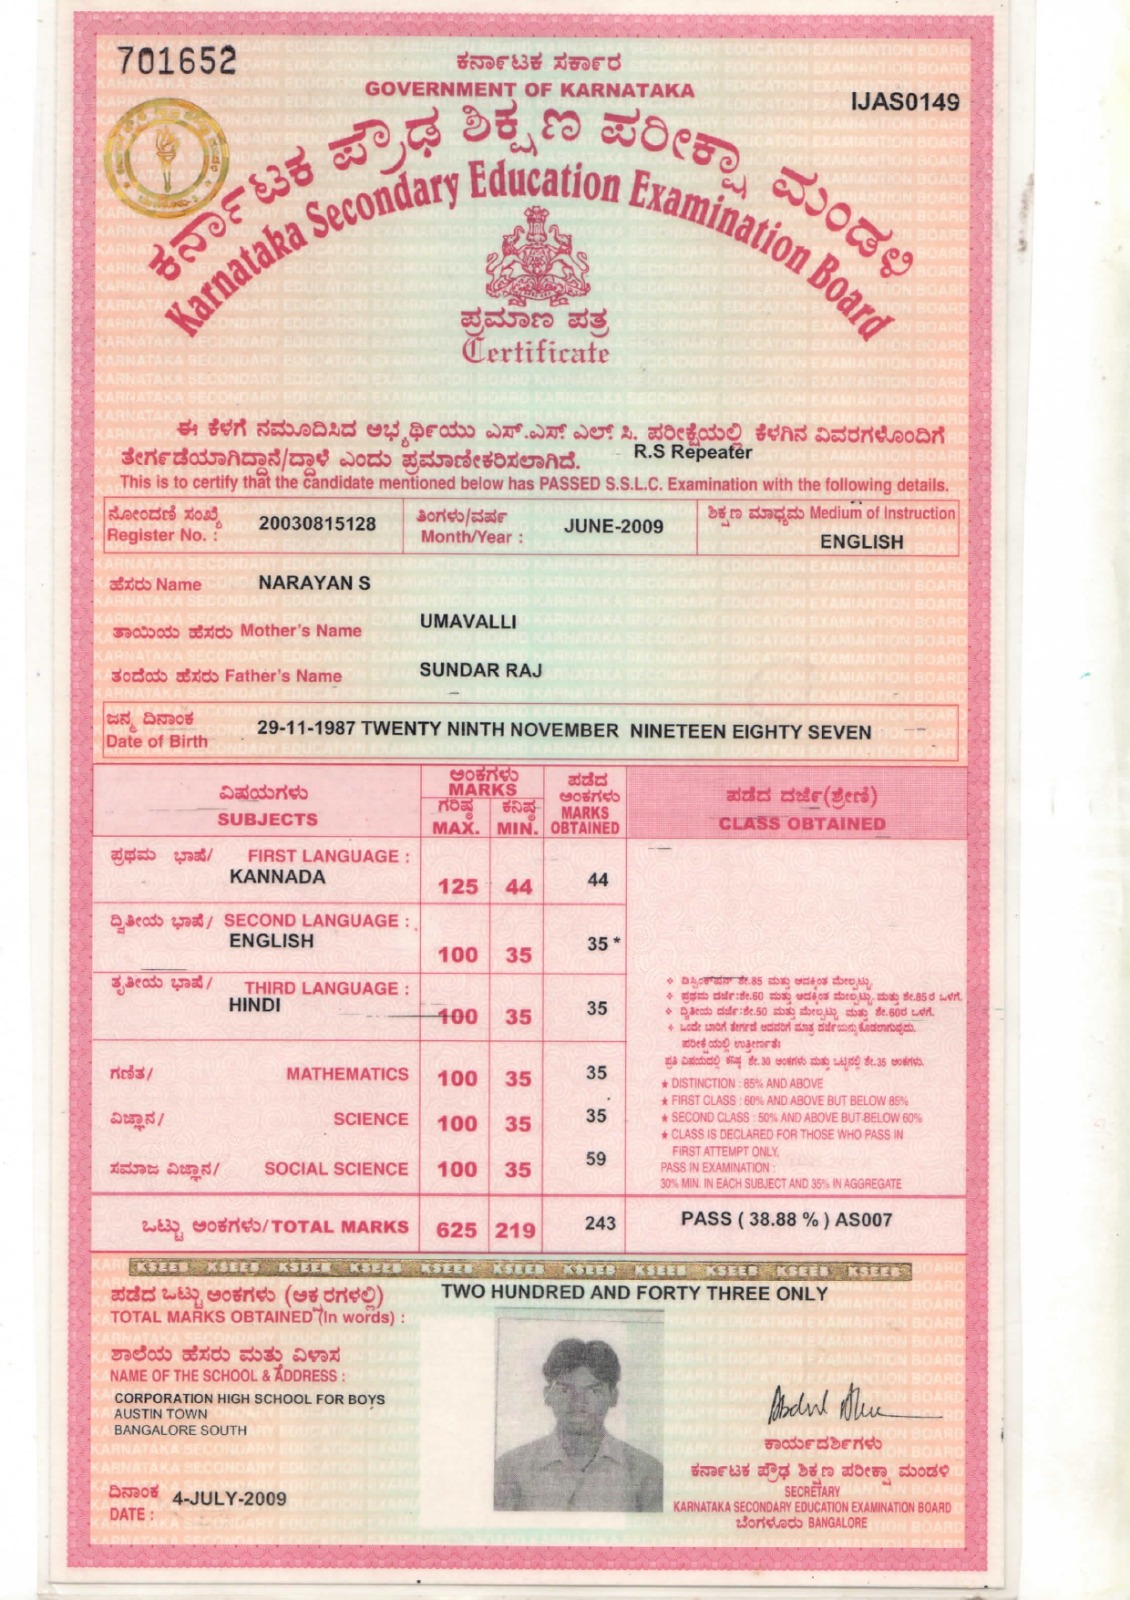 701652
ಕರ್ನಾಟಕ ಸರ್ಕಾರ
GOVERNMENT OF KARNATAKA
IJAS0149
ಕರ್ನಾಟಕ ಪ್ರೌಢ ಶಿಕ್ಷಣ ಪರೀಕ್ಷಾ ಮಂಡಳಿ
Karnataka Secondary Education Examination Board
ಪ್ರಮಾಣ ಪತ್ರ
Certificate
ಈ ಕೆಳಗೆ ನಮೂದಿಸಿದ ಅಭ್ಯರ್ಥಿಯು ಎಸ್.ಎಸ್ ಎಲ್ ಸಿ. ಪರೀಕ್ಷೆಯಲ್ಲಿ ಕೆಳಗಿನ ವಿವರಗಳೊಂದಿಗೆ
ತೇರ್ಗಡೆಯಾಗಿದ್ದಾನೆ/ದ್ದಾಳೆ ಎಂದು ಪ್ರಮಾಣೀಕರಿಸಲಾಗಿದೆ. R.S Repeater
This is to certify that the candidate mentioned below has PASSED S.S.L.C. Examination with the following details.
ನೋಂದಣಿ ಸಂಖ್ಯೆ
Register No. : 20030815128
ತಿಂಗಳು/ವರ್ಷ
Month/Year : JUNE-2009
ಶಿಕ್ಷಣ ಮಾಧ್ಯಮ Medium of Instruction
ENGLISH
ಹೆಸರು Name NARAYAN S
ತಾಯಿಯ ಹೆಸರು Mother's Name UMAVALLI
ತಂದೆಯ ಹೆಸರು Father's Name SUNDAR RAJ
ಜನ್ಮ ದಿನಾಂಕ
Date of Birth 29-11-1987 TWENTY NINTH NOVEMBER NINETEEN EIGHTY SEVEN
ವಿಷಯಗಳು
SUBJECTS
ಅಂಕಗಳು
MARKS
ಗರಿಷ್ಠ ಕನಿಷ್ಠ
MAX. MIN.
ಪಡೆದ
ಅಂಕಗಳು
MARKS
OBTAINED
ಪಡೆದ ದರ್ಜೆ(ಶ್ರೇಣಿ)
CLASS OBTAINED
ಪ್ರಥಮ ಭಾಷೆ/ FIRST LANGUAGE :
KANNADA 125 44 44
ದ್ವಿತೀಯ ಭಾಷೆ/ SECOND LANGUAGE :
ENGLISH 100 35 35 *
ತೃತೀಯ ಭಾಷೆ/ THIRD LANGUAGE :
HINDI 100 35 35
ಗಣಿತ/ MATHEMATICS 100 35 35
ವಿಜ್ಞಾನ/ SCIENCE 100 35 35
ಸಮಾಜ ವಿಜ್ಞಾನ/ SOCIAL SCIENCE 100 35 59
ಡಿಸ್ಟಿಂಕ್ಷನ್ ಶೇ.85 ಮತ್ತು ಅದಕ್ಕಿಂತ ಮೇಲ್ಪಟ್ಟು.
ಪ್ರಥಮ ದರ್ಜೆ:ಶೇ.60 ಮತ್ತು ಅದಕ್ಕಿಂತ ಮೇಲ್ಪಟ್ಟು ಮತ್ತು ಶೇ.85ರ ಒಳಗೆ.
ದ್ವಿತೀಯ ದರ್ಜೆ:ಶೇ.50 ಮತ್ತು ಮೇಲ್ಪಟ್ಟು ಮತ್ತು ಶೇ.60ರ ಒಳಗೆ.
ಒಂದೇ ಬಾರಿಗೆ ತೇರ್ಗಡೆ ಆದವರಿಗೆ ಮಾತ್ರ ದರ್ಜೆಯನ್ನು ಕೊಡಲಾಗುವುದು.
ಪರೀಕ್ಷೆಯಲ್ಲಿ ಉತ್ತೀರ್ಣತೆ:
ಪ್ರತಿ ವಿಷಯದಲ್ಲಿ ಕನಿಷ್ಠ ಶೇ.30 ಅಂಕಗಳು ಮತ್ತು ಒಟ್ಟಿನಲ್ಲಿ ಶೇ.35 ಅಂಕಗಳು.
★ DISTINCTION : 85% AND ABOVE
★ FIRST CLASS : 60% AND ABOVE BUT BELOW 85%
★ SECOND CLASS : 50% AND ABOVE BUT BELOW 60%
★ CLASS IS DECLARED FOR THOSE WHO PASS IN
FIRST ATTEMPT ONLY.
PASS IN EXAMINATION :
30% MIN. IN EACH SUBJECT AND 35% IN AGGREGATE
ಒಟ್ಟು ಅಂಕಗಳು/TOTAL MARKS 625 219 243 PASS ( 38.88 % ) AS007
KSEEB KSEEB KSEEB KSEEB KSEEB KSEEB KSEEB KSEEB KSEEB KSEEB KSEEB
ಪಡೆದ ಒಟ್ಟು ಅಂಕಗಳು (ಅಕ್ಷರಗಳಲ್ಲಿ) TWO HUNDRED AND FORTY THREE ONLY
TOTAL MARKS OBTAINED (In words) :
ಶಾಲೆಯ ಹೆಸರು ಮತ್ತು ವಿಳಾಸ
NAME OF THE SCHOOL & ADDRESS :
CORPORATION HIGH SCHOOL FOR BOYS
AUSTIN TOWN
BANGALORE SOUTH
ದಿನಾಂಕ
DATE : 4-JULY-2009
ಕಾರ್ಯದರ್ಶಿಗಳು
ಕರ್ನಾಟಕ ಪ್ರೌಢ ಶಿಕ್ಷಣ ಪರೀಕ್ಷಾ ಮಂಡಳಿ
SECRETARY
KARNATAKA SECONDARY EDUCATION EXAMINATION BOARD
ಬೆಂಗಳೂರು BANGALORE